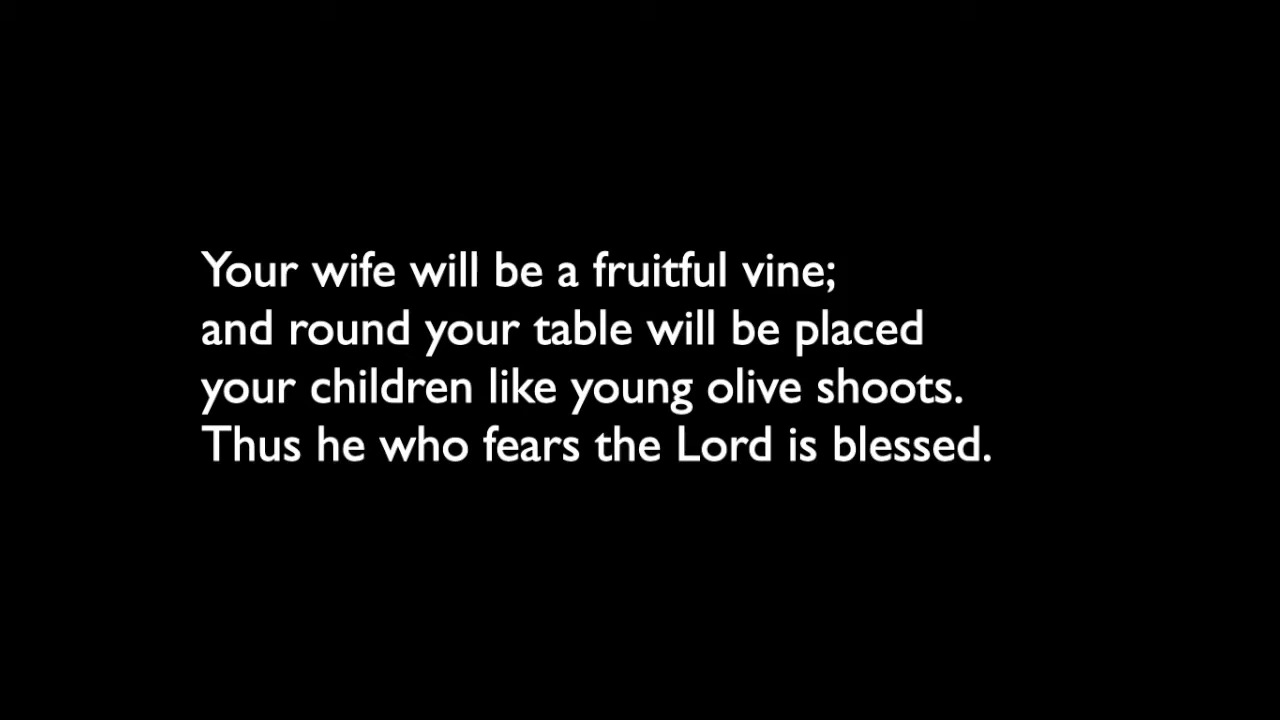 Your wife will be a fruitful vine;
and round your table will be placed
your children like young olive shoots.
Thus he who fears the Lord is blessed.